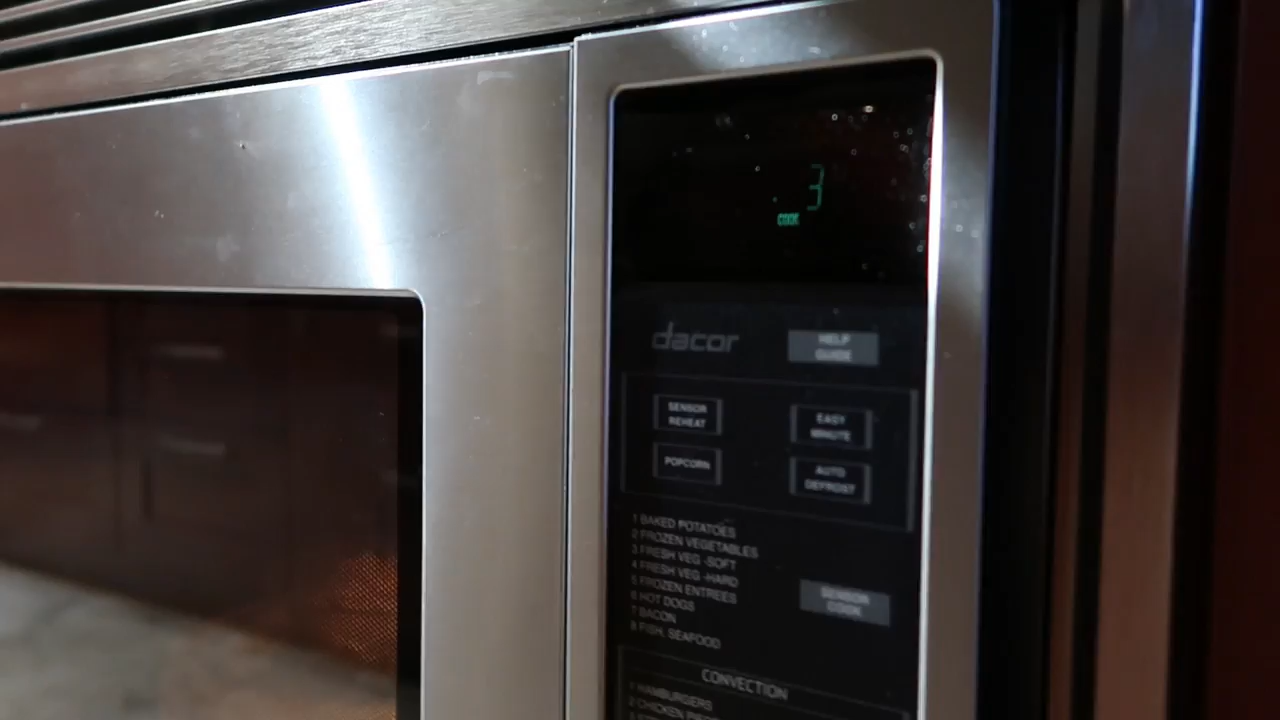 3
COOK
dacor
HELP
GUIDE
SENSOR
REHEAT
EASY
MINUTE
POPCORN
AUTO
DEFROST
1 BAKED POTATOES
2 FROZEN VEGETABLES
3 FRESH VEG -SOFT
4 FRESH VEG -HARD
5 FROZEN ENTREES
6 HOT DOGS
7 BACON
8 FISH, SEAFOOD
SENSOR
COOK
CONVECTION
1 HAMBURGERS
2 CHICKEN